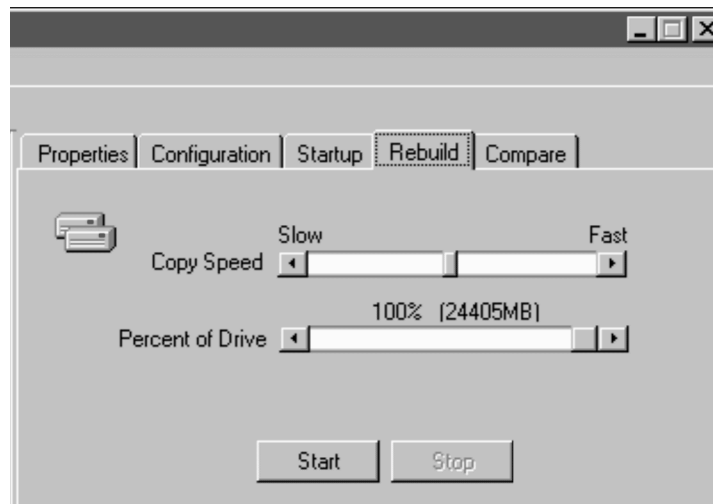 Properties Configuration Startup Rebuild Compare
Slow Fast
Copy Speed
100% (24405MB)
Percent of Drive
Start Stop